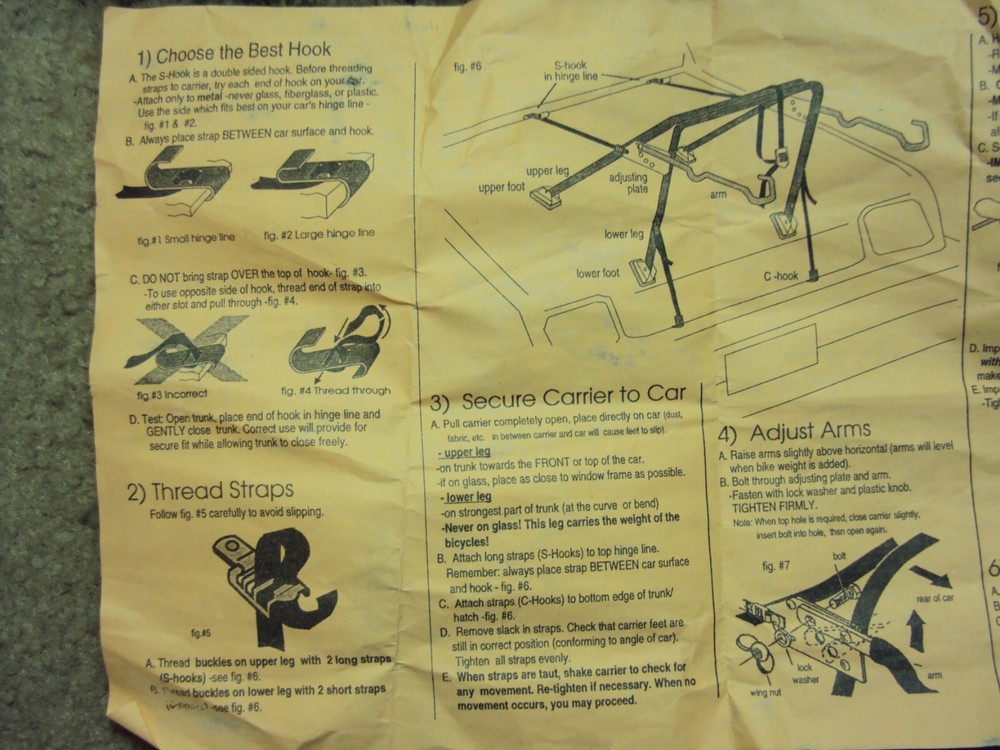 1) Choose the Best Hook
A. The S-Hook is a double sided hook. Before threading
straps to carrier, try each end of hook on your car.
-Attach only to metal -never glass, fiberglass, or plastic.
Use the side which fits best on your car's hinge line -
fig. #1 & #2.
B. Always place strap BETWEEN car surface and hook.
fig.#1 Small hinge line
fig. #2 Large hinge line
C. DO NOT bring strap OVER the top of hook- fig. #3.
-To use opposite side of hook, thread end of strap into
either slot and pull through -fig. #4.
fig.#3 Incorrect
fig. #4 Thread through
D. Test: Open trunk, place end of hook in hinge line and
GENTLY close trunk. Correct use will provide for
secure fit while allowing trunk to close freely.
2) Thread Straps
Follow fig. #5 carefully to avoid slipping.
fig.#5
A. Thread buckles on upper leg with 2 long straps
(S-hooks) -see fig. #6.
B. Thread buckles on lower leg with 2 short straps
see fig. #6.
fig. #6
S-hook
in hinge line
upper leg
upper foot
adjusting
plate
arm
lower leg
lower foot
C -hook
3) Secure Carrier to Car
A. Pull carrier completely open, place directly on car (dust,
fabric, etc. in between carrier and car will cause feet to slip).
- upper leg
-on trunk towards the FRONT or top of the car.
-if on glass, place as close to window frame as possible.
- lower leg
-on strongest part of trunk (at the curve or bend)
-Never on glass! This leg carries the weight of the
bicycles!
B. Attach long straps (S-Hooks) to top hinge line.
Remember: always place strap BETWEEN car surface
and hook - fig. #6.
C. Attach straps (C-Hooks) to bottom edge of trunk/
hatch -fig. #6.
D. Remove slack in straps. Check that carrier feet are
still in correct position (conforming to angle of car).
Tighten all straps evenly.
E. When straps are taut, shake carrier to check for
any movement. Re-tighten if necessary. When no
movement occurs, you may proceed.
4) Adjust Arms
A. Raise arms slightly above horizontal (arms will level
when bike weight is added).
B. Bolt through adjusting plate and arm.
-Fasten with lock washer and plastic knob.
TIGHTEN FIRMLY.
Note: When top hole is required, close carrier slightly,
insert bolt into hole, then open again.
fig. #7
bolt
rear of car
lock
washer
wing nut
arm
5)
A.
B.
-If
C.
D. Imp
with
make
E. Imp
-Tig
6
A.
B